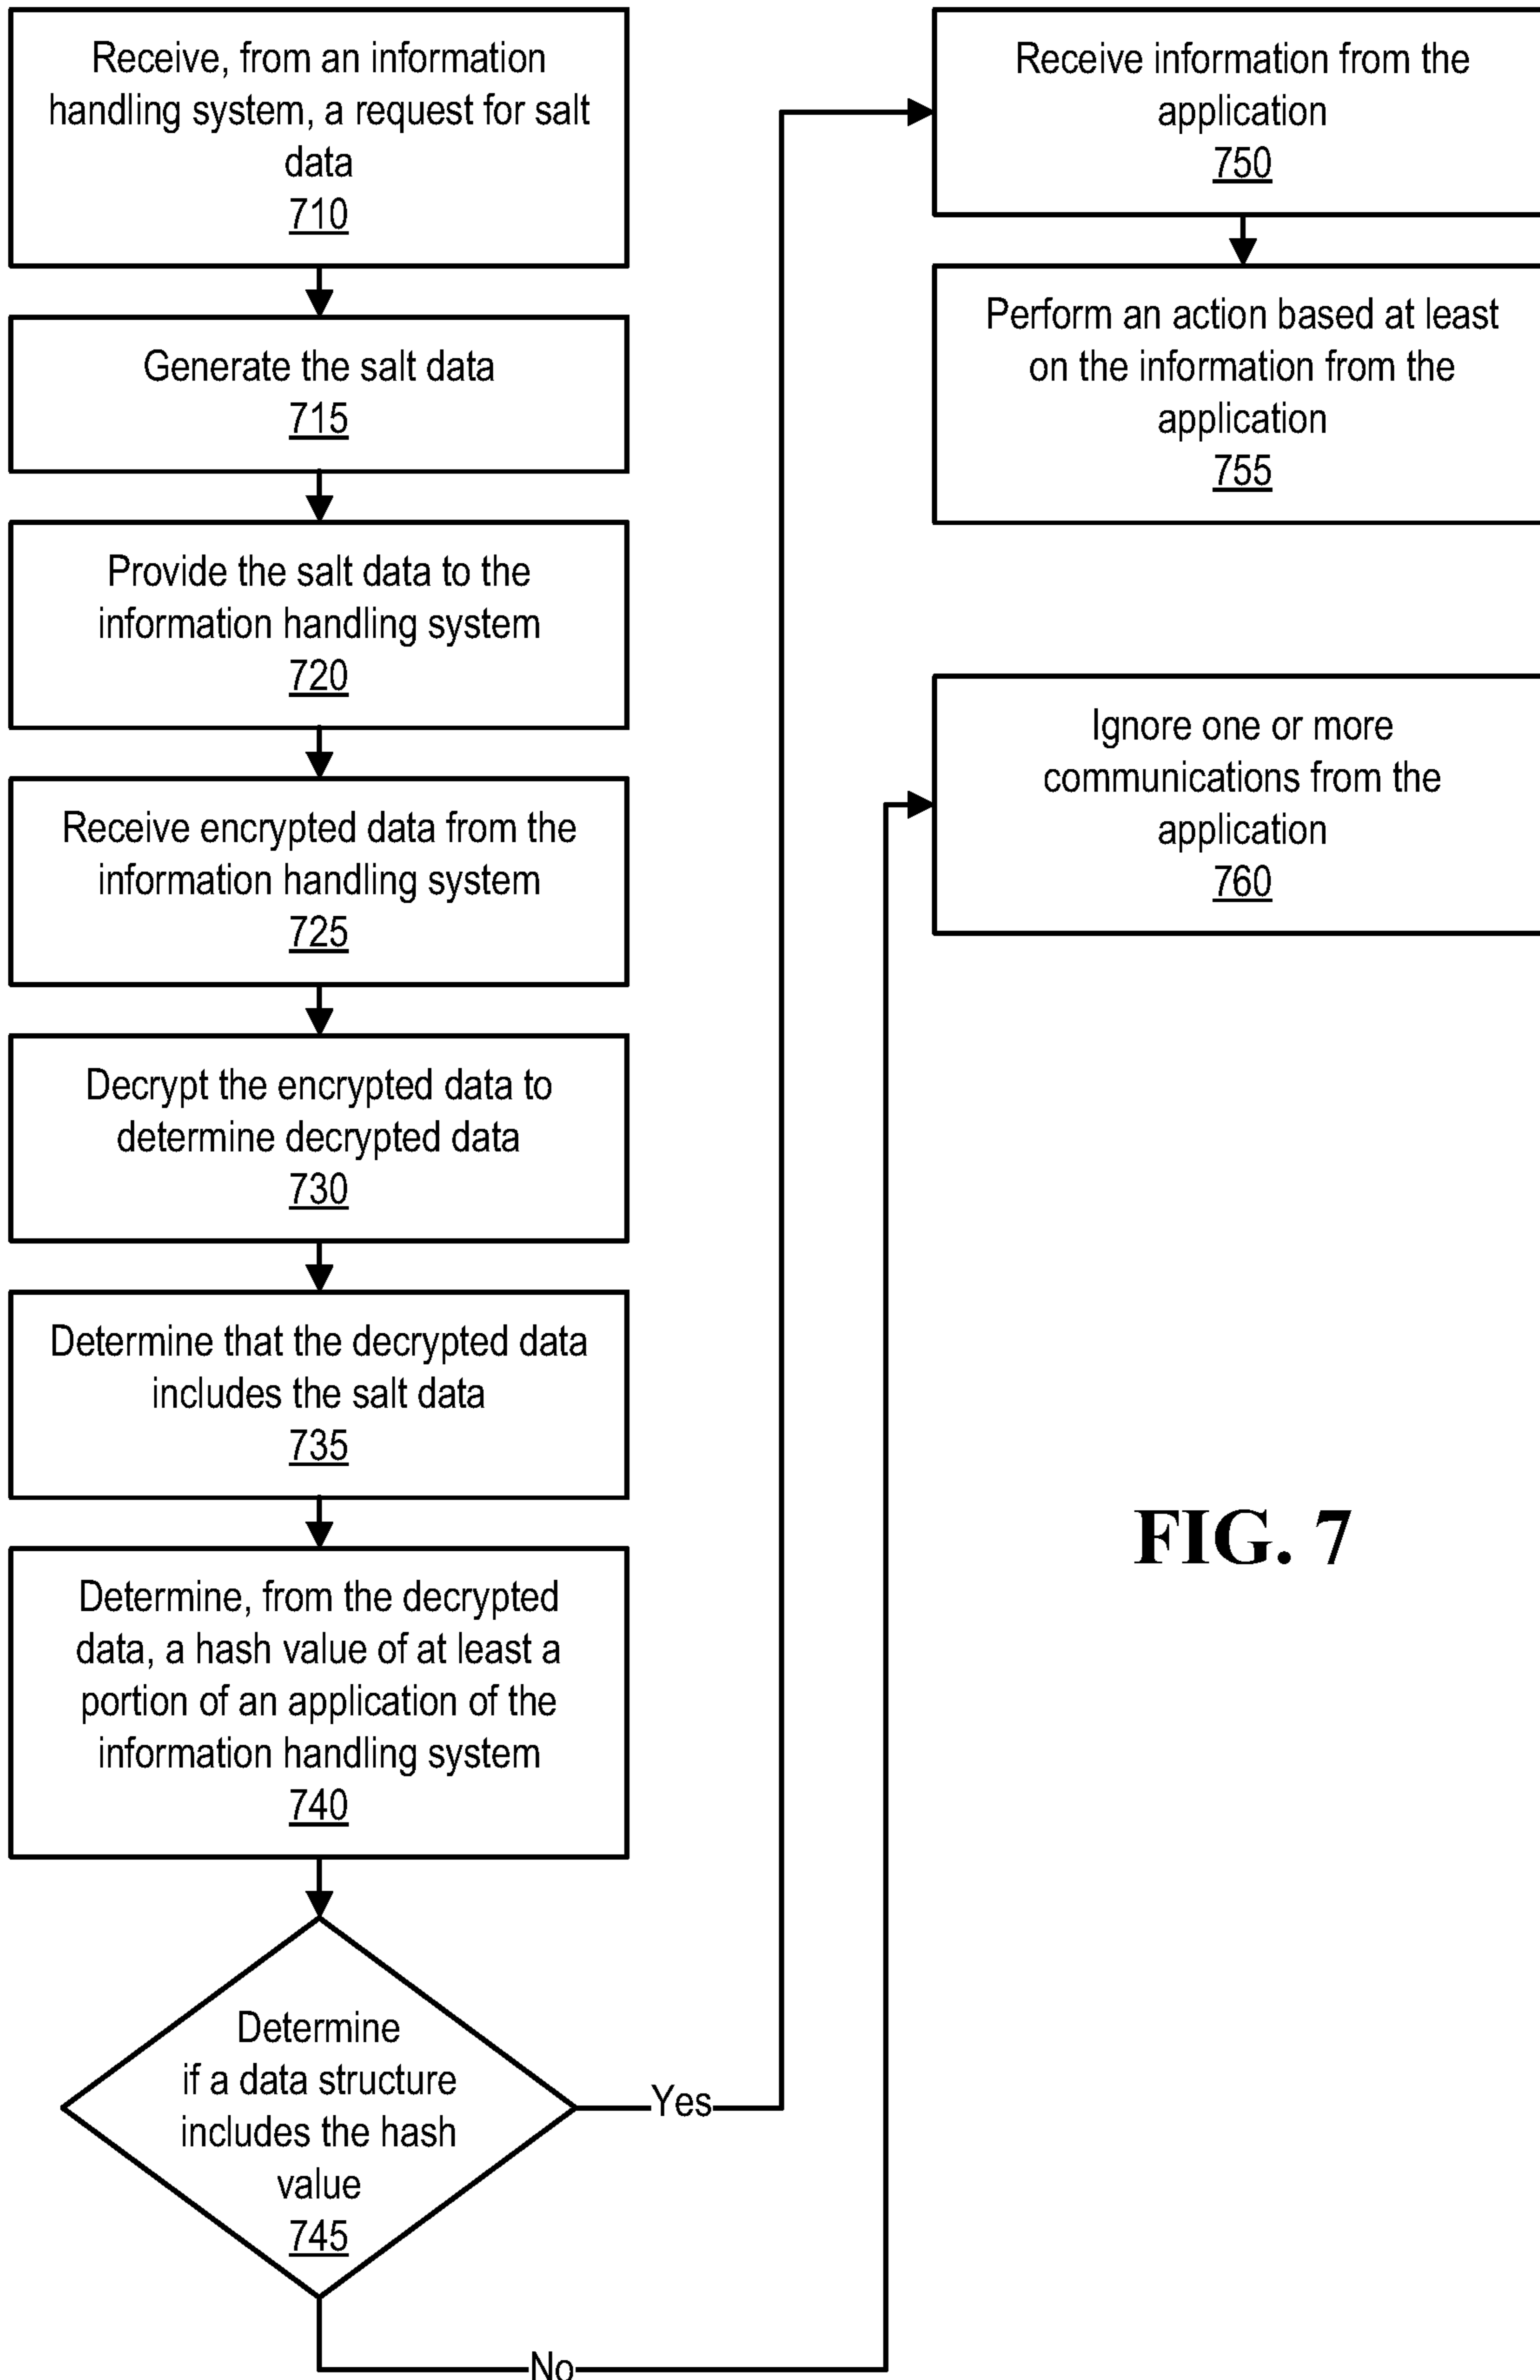 Receive, from an information
handling system, a request for salt
data
710
Generate the salt data
715
Provide the salt data to the
information handling system
720
Receive encrypted data from the
information handling system
725
Decrypt the encrypted data to
determine decrypted data
730
Determine that the decrypted data
includes the salt data
735
Determine, from the decrypted
data, a hash value of at least a
portion of an application of the
information handling system
740
Determine
if a data structure
includes the hash
value
745
Yes
No
Receive information from the
application
750
Perform an action based at least
on the information from the
application
755
Ignore one or more
communications from the
application
760
FIG. 7